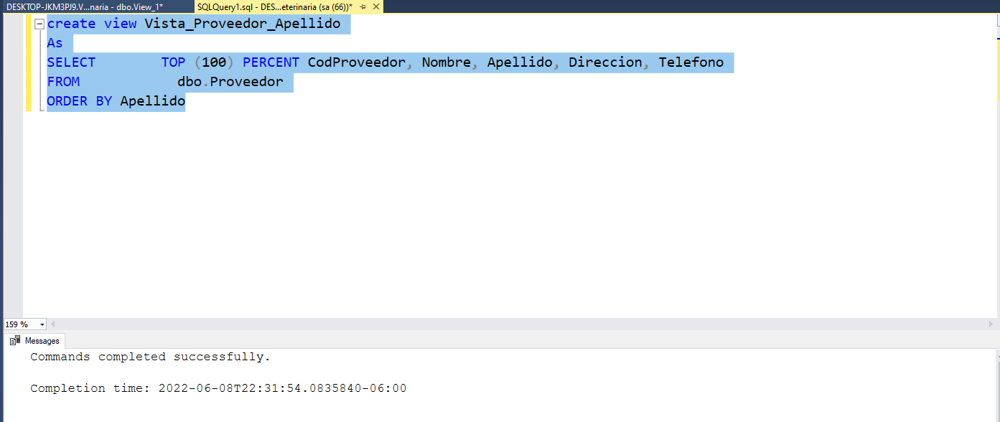 DESKTOP-JKM3PJ9.V...naria - dbo.View_1*
SQLQuery1.sql - DES...eterinaria (sa (66))*
create view Vista_Proveedor_Apellido
As
SELECT TOP (100) PERCENT CodProveedor, Nombre, Apellido, Direccion, Telefono
FROM dbo.Proveedor
ORDER BY Apellido
159 %
Messages
Commands completed successfully.
Completion time: 2022-06-08T22:31:54.0835840-06:00